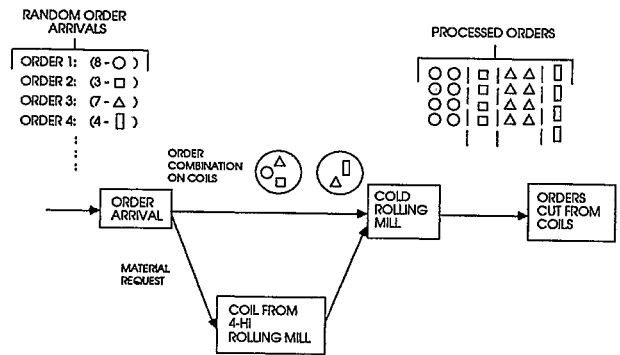 RANDOM ORDER
ARRIVALS
ORDER 1: (8 - ○ )
ORDER 2: (3 - □ )
ORDER 3: (7 - △ )
ORDER 4: (4 - ▯ )
PROCESSED ORDERS
ORDER
COMBINATION
ON COILS
ORDER
ARRIVAL
COLD
ROLLING
MILL
ORDERS
CUT FROM
COILS
MATERIAL
REQUEST
COIL FROM
4-HI
ROLLING MILL